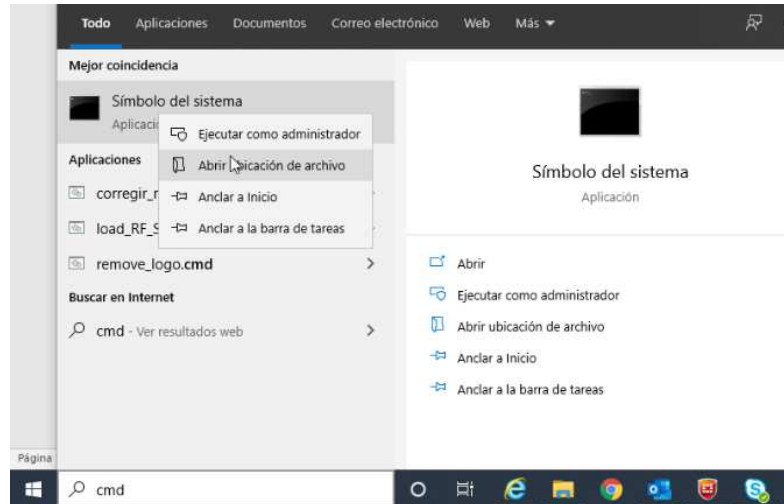 Todo Aplicaciones Documentos Correo electrónico Web Más
Mejor coincidencia
Símbolo del sistema
Ejecutar como administrador
Abrir ubicación de archivo
Anclar a Inicio
Anclar a la barra de tareas
Aplicaciones
remove_logo.cmd
Buscar en Internet
cmd - Ver resultados web
Símbolo del sistema
Aplicación
Abrir
Ejecutar como administrador
Abrir ubicación de archivo
Anclar a Inicio
Anclar a la barra de tareas
Página
cmd